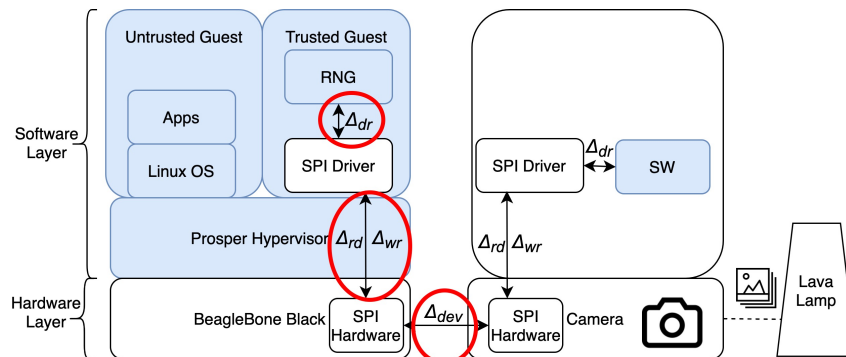 Untrusted Guest
Trusted Guest
RNG
Apps
Δdr
Software
Layer
Linux OS
SPI Driver
SPI Driver
Δdr
SW
Prosper Hypervisor
Δrd
Δwr
Δrd
Δwr
Hardware
Layer
BeagleBone Black
SPI
Hardware
Δdev
SPI
Hardware
Camera
Lava
Lamp